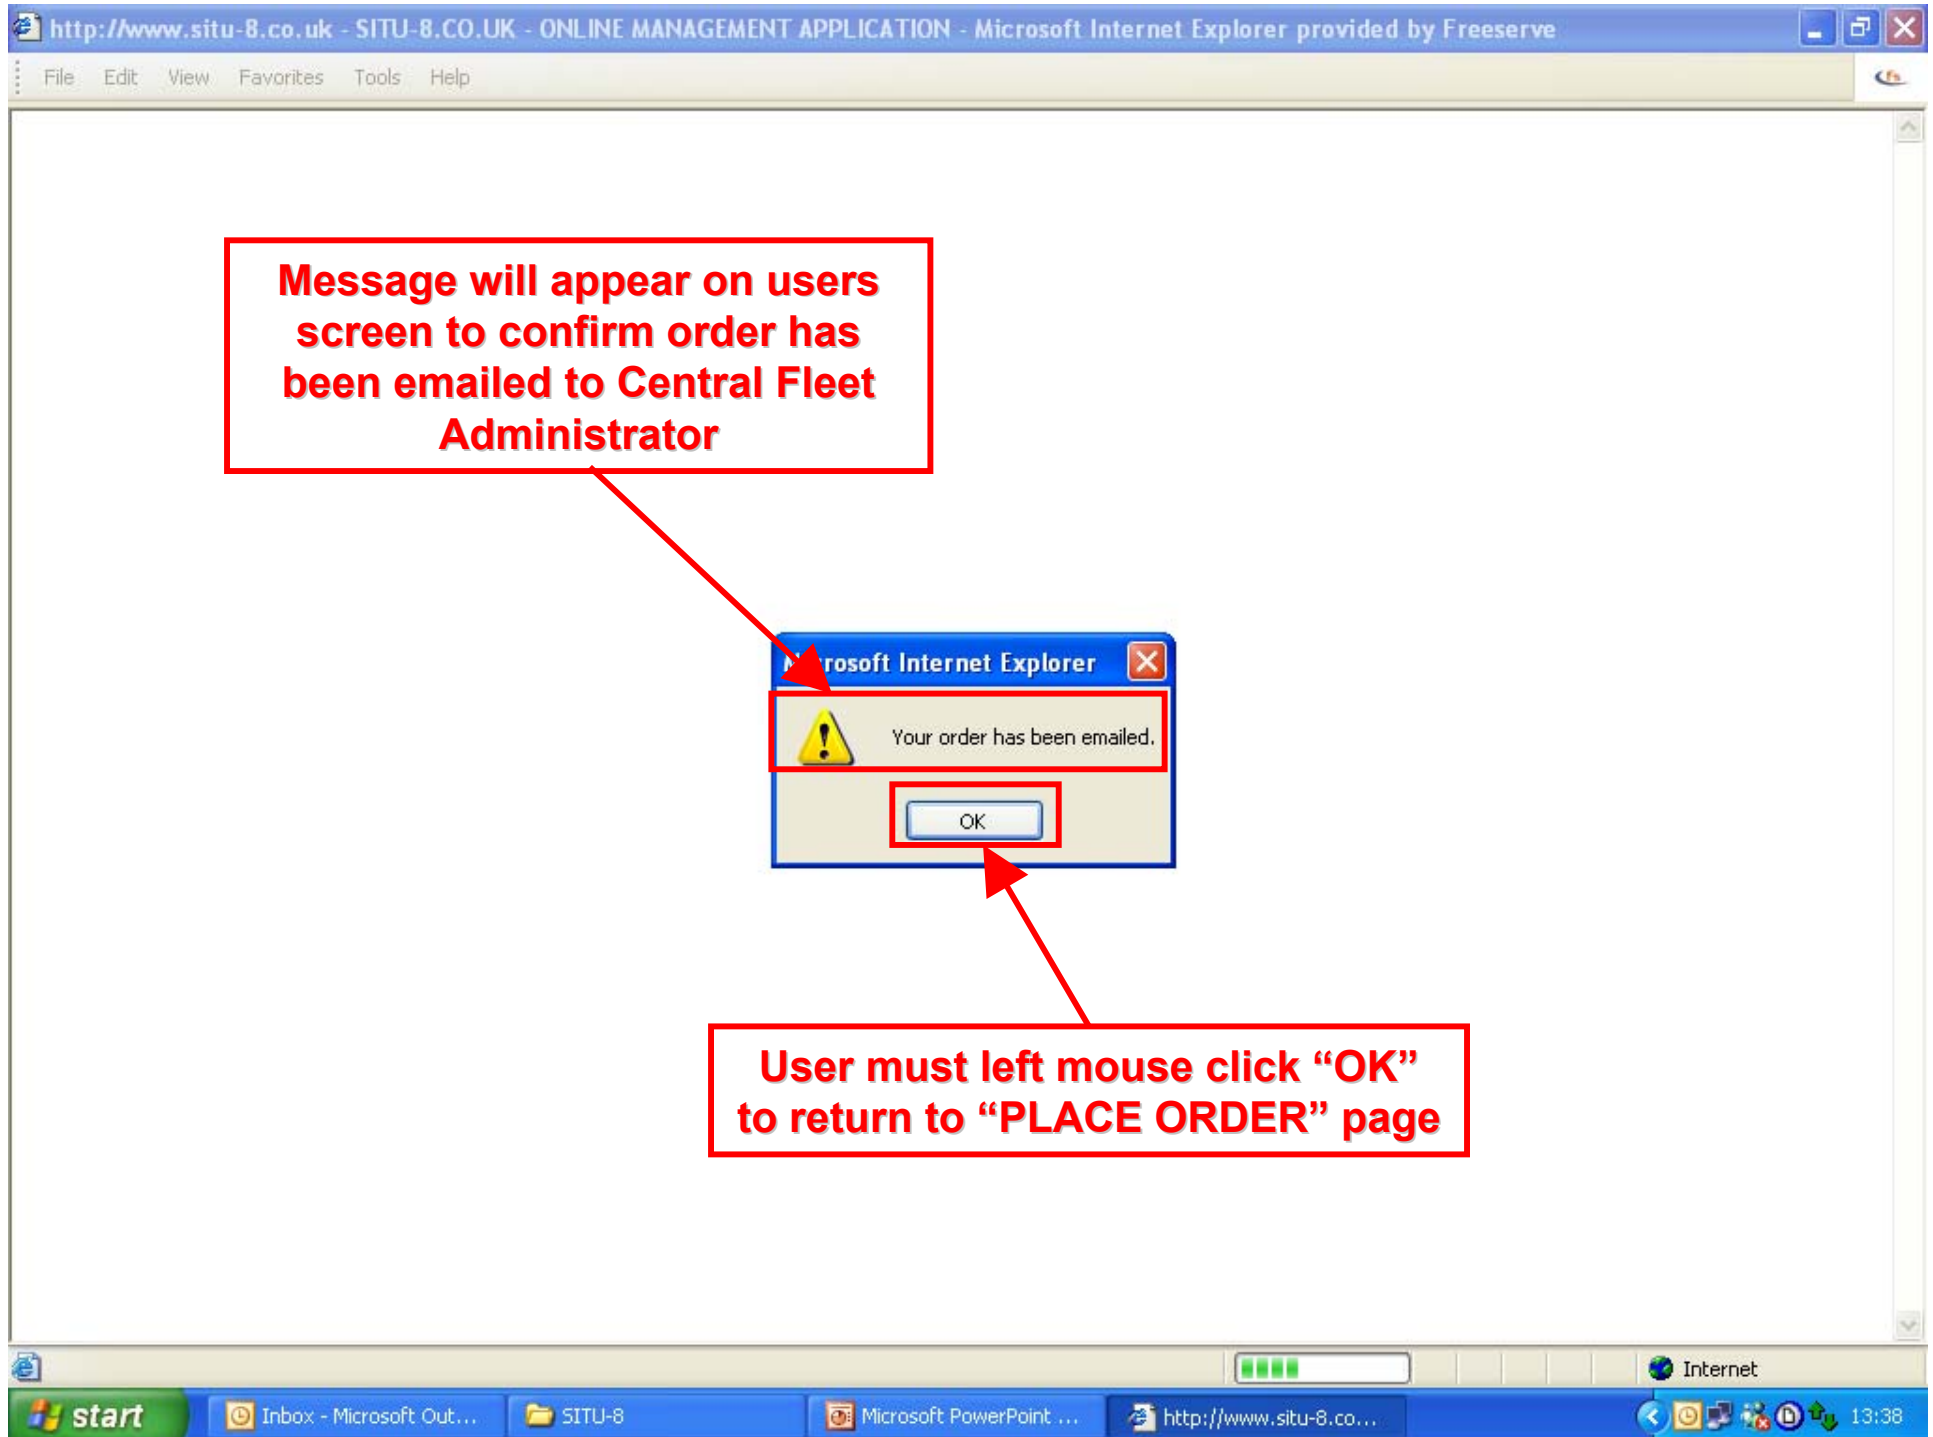 http://www.situ-8.co.uk - SITU-8.CO.UK - ONLINE MANAGEMENT APPLICATION - Microsoft Internet Explorer provided by Freeserve
File Edit View Favorites Tools Help
Message will appear on users
screen to confirm order has
been emailed to Central Fleet
Administrator
rosoft Internet Explorer
Your order has been emailed.
OK
User must left mouse click “OK”
to return to “PLACE ORDER” page
Internet
start
Inbox - Microsoft Out...
SITU-8
Microsoft PowerPoint ...
http://www.situ-8.co...
13:38